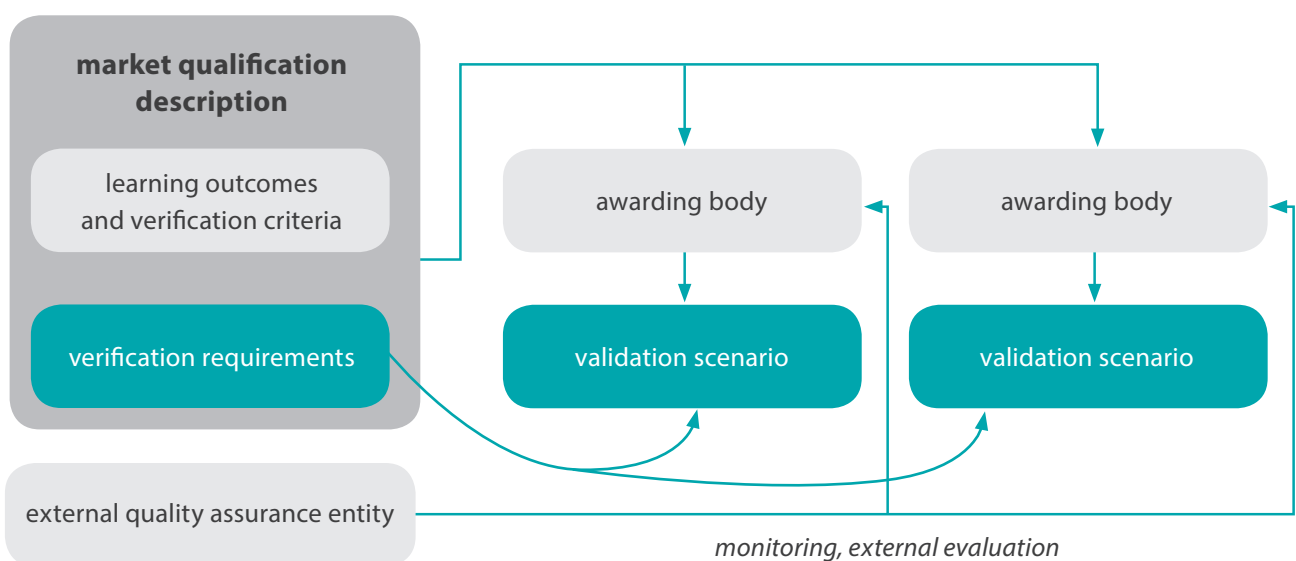 market qualification
description
learning outcomes
and verification criteria
verification requirements
awarding body
awarding body
validation scenario
validation scenario
external quality assurance entity
monitoring, external evaluation